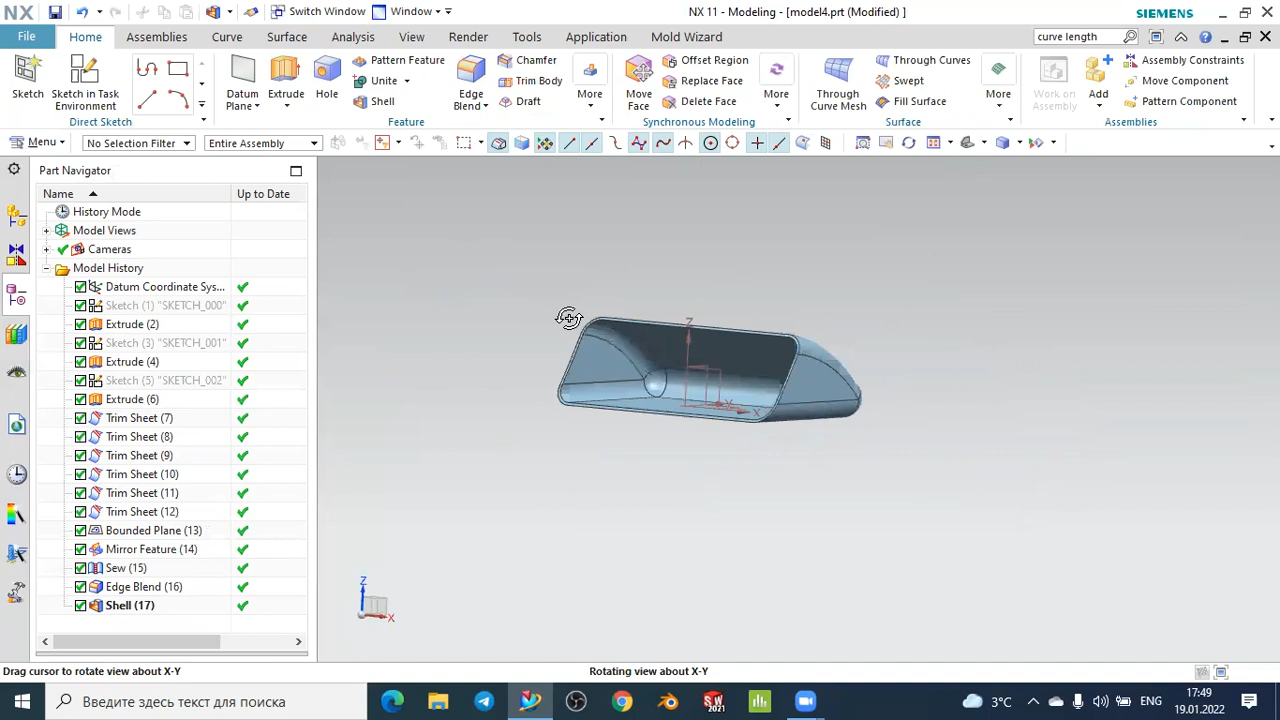 NX
Switch Window
Window
NX 11 - Modeling - [model4.prt (Modified) ]
SIEMENS
File
Home
Assemblies
Curve
Surface
Analysis
View
Render
Tools
Application
Mold Wizard
curve length
Sketch
Sketch in Task Environment
Direct Sketch
Datum Plane
Extrude
Hole
Pattern Feature
Unite
Shell
Edge Blend
Chamfer
Trim Body
Draft
More
Feature
Move Face
Offset Region
Replace Face
Delete Face
More
Synchronous Modeling
Through Curve Mesh
Through Curves
Swept
Fill Surface
More
Surface
Work on Assembly
Add
Assembly Constraints
Move Component
Pattern Component
Assemblies
Menu
No Selection Filter
Entire Assembly
Part Navigator
Name
Up to Date
History Mode
Model Views
Cameras
Model History
Datum Coordinate Sys...
Sketch (1) "SKETCH_000"
Extrude (2)
Sketch (3) "SKETCH_001"
Extrude (4)
Sketch (5) "SKETCH_002"
Extrude (6)
Trim Sheet (7)
Trim Sheet (8)
Trim Sheet (9)
Trim Sheet (10)
Trim Sheet (11)
Trim Sheet (12)
Bounded Plane (13)
Mirror Feature (14)
Sew (15)
Edge Blend (16)
Shell (17)
Z
Y
X
Z
X
Drag cursor to rotate view about X-Y
Rotating view about X-Y
Введите здесь текст для поиска
SW
2021
3°C
ENG
17:49
19.01.2022